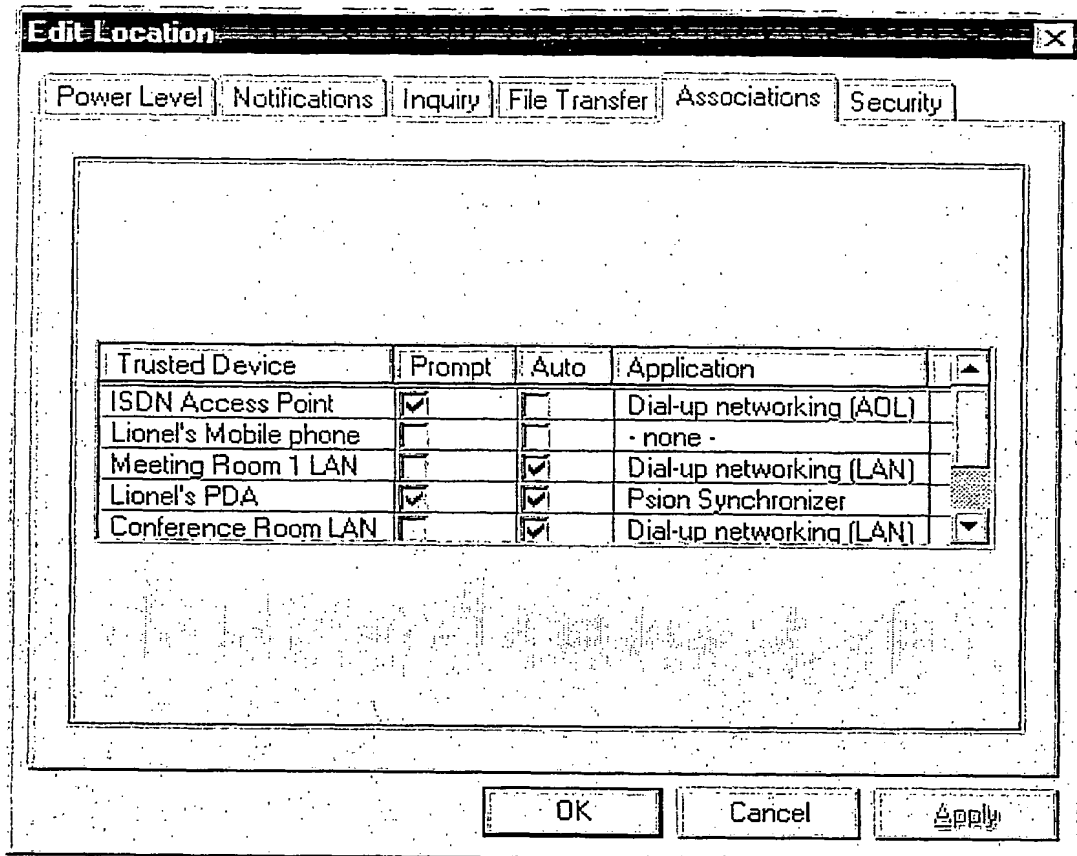 Edit Location
Power Level Notifications Inquiry File Transfer Associations Security
Trusted Device Prompt Auto Application
ISDN Access Point Dial-up networking (AOL)
Lionel's Mobile phone - none -
Meeting Room 1 LAN Dial-up networking (LAN)
Lionel's PDA Psion Synchronizer
Conference Room LAN Dial-up networking (LAN)
OK Cancel Apply